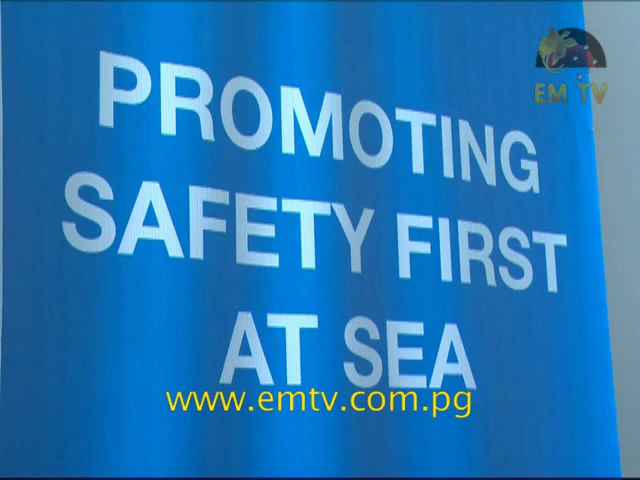 EM TV
PROMOTING
SAFETY FIRST
AT SEA
www.emtv.com.pg